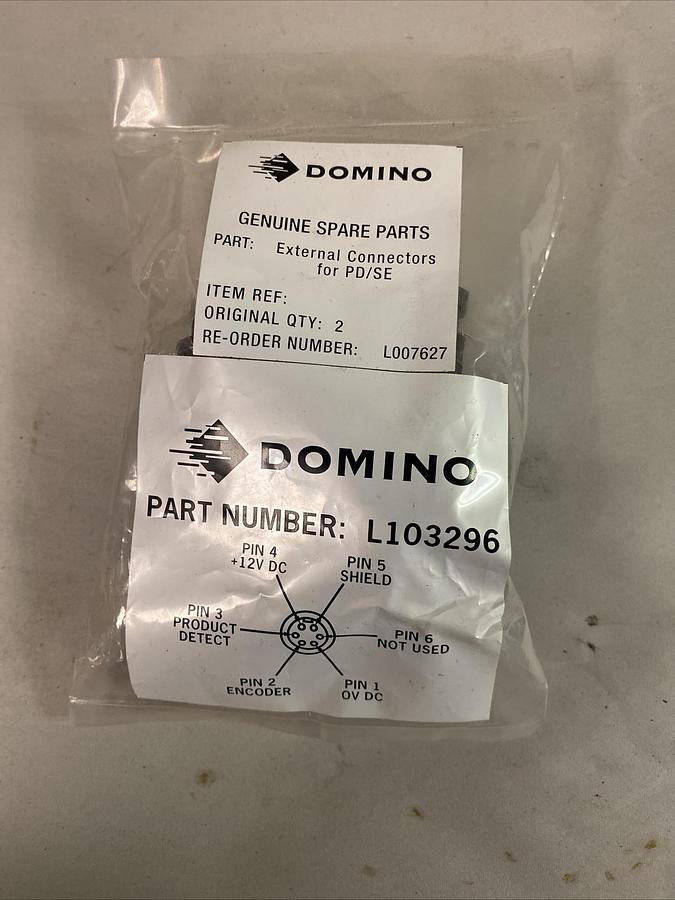 DOMINO
GENUINE SPARE PARTS
PART: External Connectors
for PD/SE
ITEM REF:
ORIGINAL QTY: 2
RE-ORDER NUMBER: L007627
DOMINO
PART NUMBER: L103296
PIN 4
+12V DC
PIN 5
SHIELD
PIN 3
PRODUCT
DETECT
PIN 6
NOT USED
PIN 2
ENCODER
PIN 1
0V DC